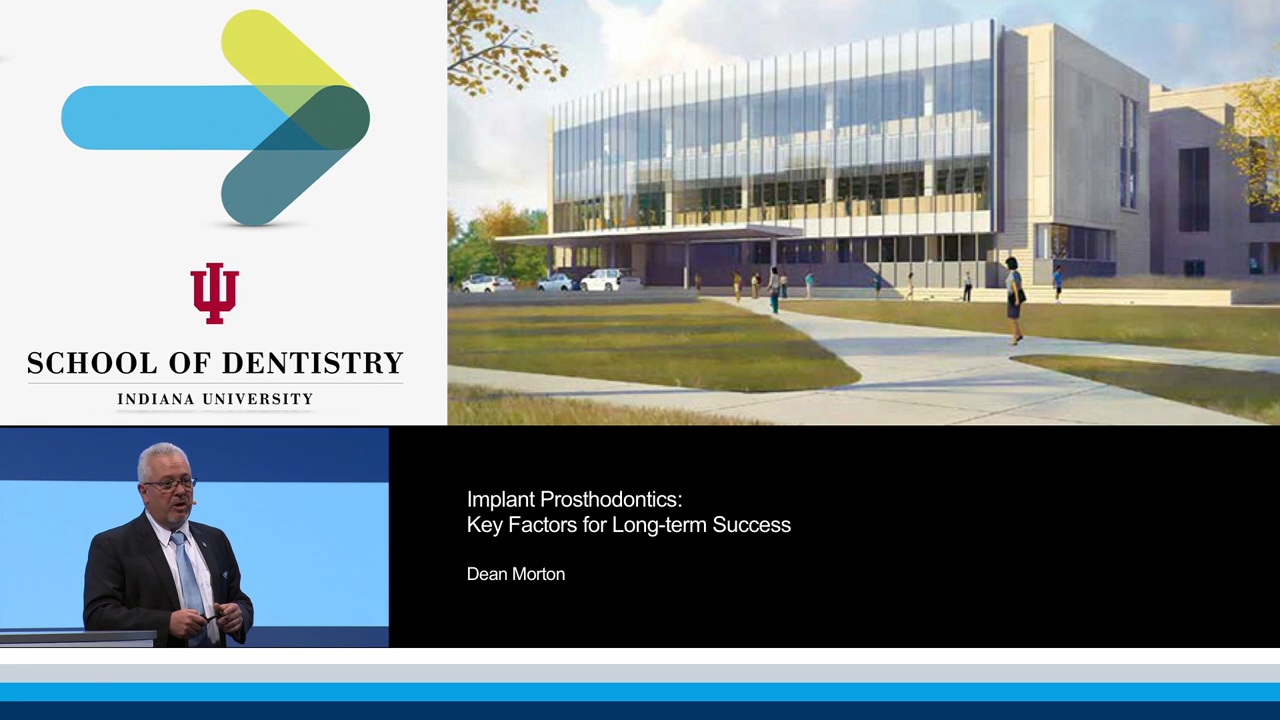 SCHOOL OF DENTISTRY
INDIANA UNIVERSITY
Implant Prosthodontics:
Key Factors for Long-term Success
Dean Morton